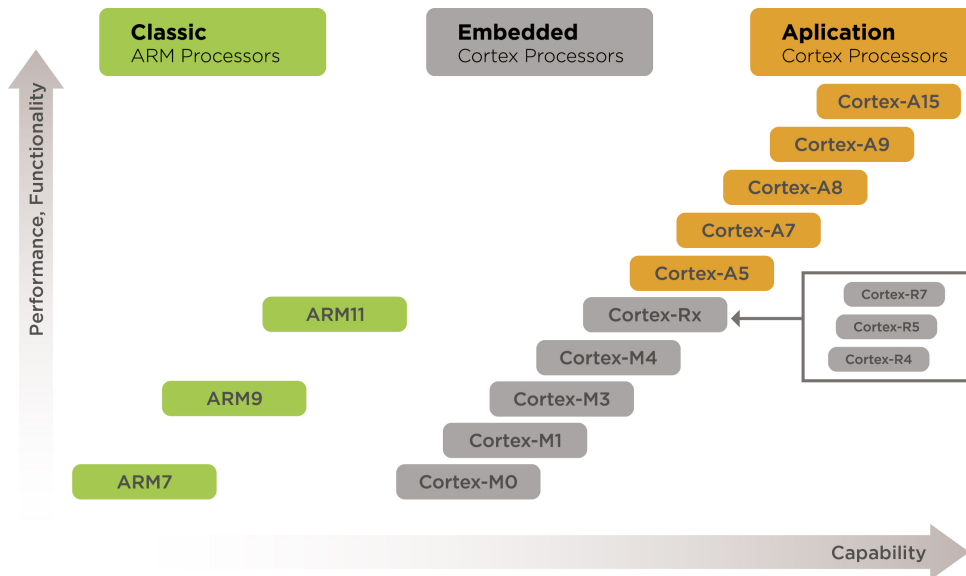 Classic
ARM Processors
Embedded
Cortex Processors
Aplication
Cortex Processors
Performance, Functionality
Cortex-A15
Cortex-A9
Cortex-A8
Cortex-A7
Cortex-A5
ARM11
Cortex-Rx
Cortex-R7
Cortex-R5
Cortex-R4
Cortex-M4
ARM9
Cortex-M3
Cortex-M1
ARM7
Cortex-M0
Capability